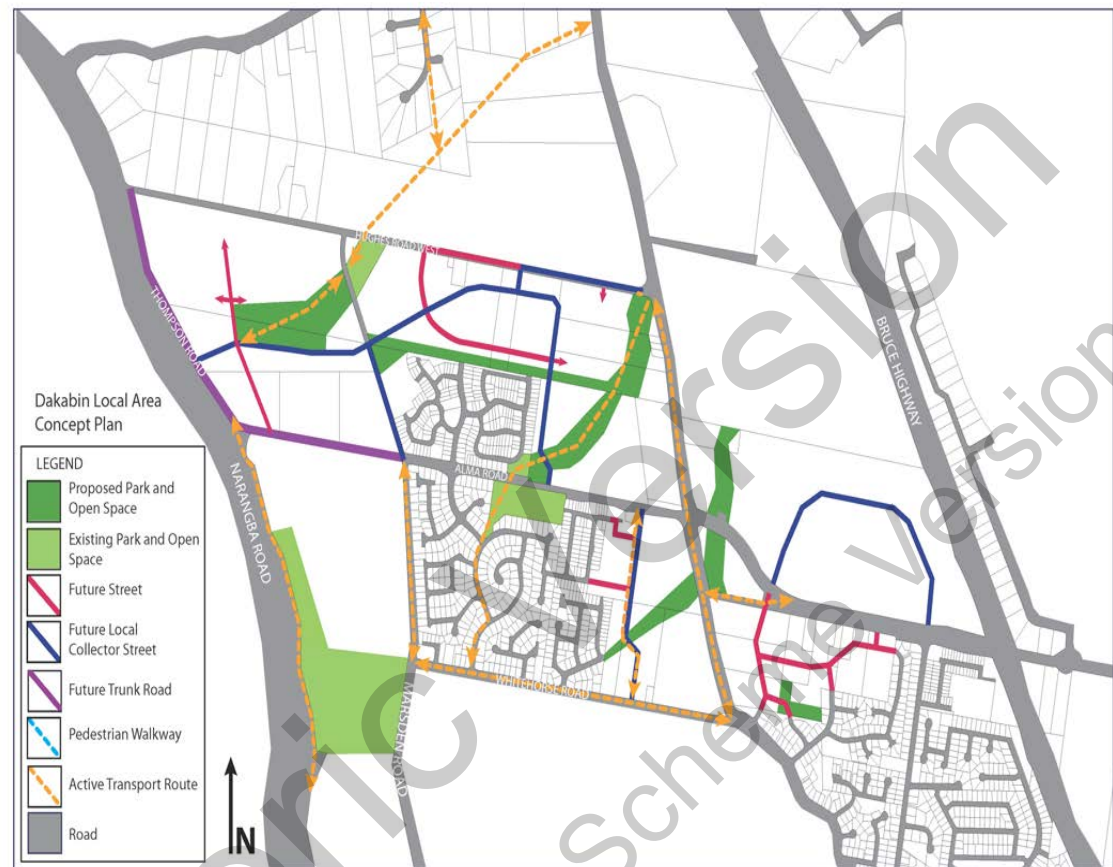 HUGHES ROAD WEST
THOMPSON ROAD
BRUCE HIGHWAY
Dakabin Local Area
Concept Plan
LEGEND
Proposed Park and
Open Space
Existing Park and Open
Space
Future Street
Future Local
Collector Street
Future Trunk Road
Pedestrian Walkway
Active Transport Route
Road
NARANGBA ROAD
ALMA ROAD
WHITEHORSE ROAD
MARSDEN ROAD
N
ric version
Scheme version